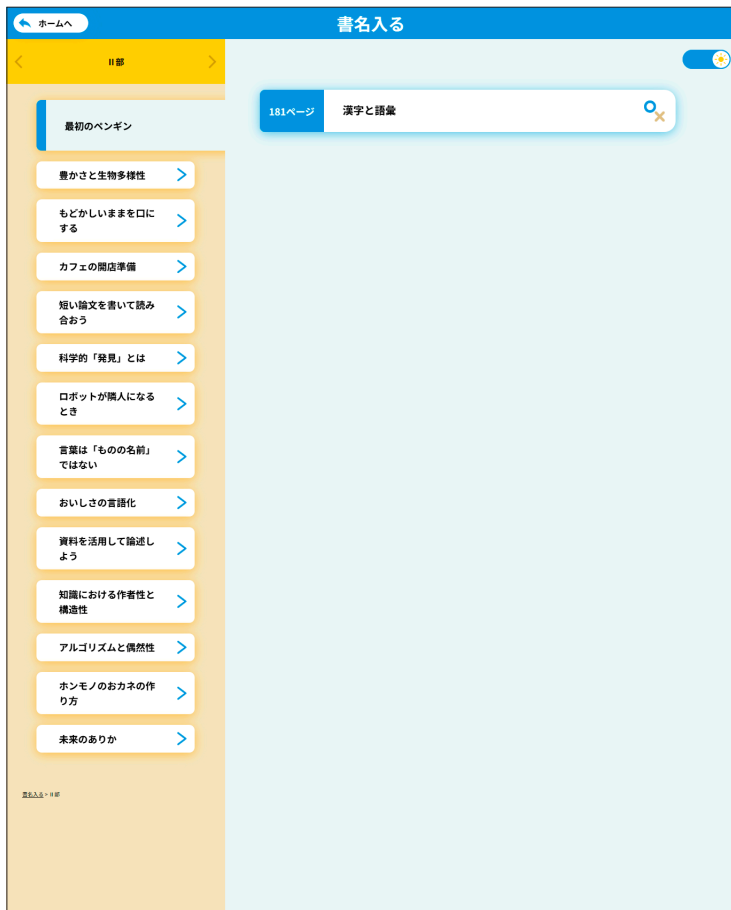 ホームへ
書名入る
Ⅱ部
最初のペンギン
豊かさと生物多様性
もどかしいままを口に
する
カフェの開店準備
短い論文を書いて読み
合おう
科学的「発見」とは
ロボットが隣人になる
とき
言葉は「ものの名前」
ではない
おいしさの言語化
資料を活用して論述し
よう
知識における作者性と
構造性
アルゴリズムと偶然性
ホンモノのおカネの作
り方
未来のありか
書名入る > Ⅱ部
181ページ
漢字と語彙